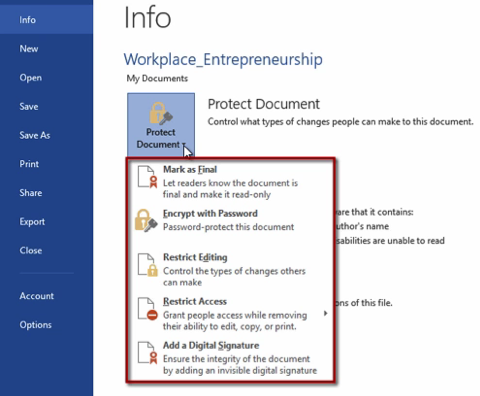 Info
New
Open
Save
Save As
Print
Share
Export
Close
Account
Options
Info
Workplace_Entrepreneurship
My Documents
Protect
Document
Protect Document
Control what types of changes people can make to this document.
Mark as Final
Let readers know the document is
final and make it read-only
Encrypt with Password
Password-protect this document
Restrict Editing
Control the types of changes others
can make
Restrict Access
Grant people access while removing
their ability to edit, copy, or print.
Add a Digital Signature
Ensure the integrity of the document
by adding an invisible digital signature
ware that it contains:
uthor's name
sabilities are unable to read
ons of this file.